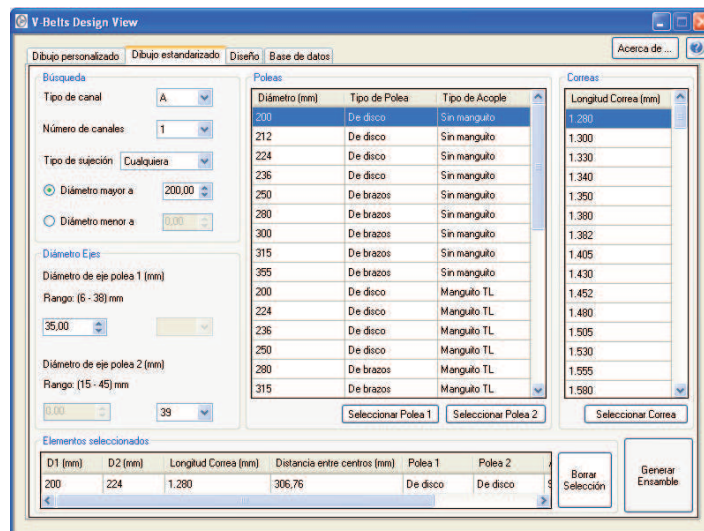 V-Belts Design View
Dibujo personalizado Dibujo estandarizado Diseño Base de datos
Acerca de ...
Búsqueda
Tipo de canal A
Número de canales 1
Tipo de sujeción Cualquiera
Diámetro mayor a 200,00
Diámetro menor a 0,00
Diámetro Ejes
Diámetro de eje polea 1 (mm)
Rango: (6 - 38) mm
35,00
Diámetro de eje polea 2 (mm)
Rango: (15 - 45) mm
0,00 39
Poleas
Diámetro (mm) Tipo de Polea Tipo de Acople
200 De disco Sin manguito
212 De disco Sin manguito
224 De disco Sin manguito
236 De disco Sin manguito
250 De brazos Sin manguito
280 De brazos Sin manguito
300 De brazos Sin manguito
315 De brazos Sin manguito
355 De brazos Sin manguito
200 De disco Manguito TL
224 De disco Manguito TL
236 De disco Manguito TL
250 De disco Manguito TL
280 De brazos Manguito TL
315 De brazos Manguito TL
Seleccionar Polea 1 Seleccionar Polea 2
Correas
Longitud Correa (mm)
1.280
1.300
1.330
1.340
1.350
1.380
1.382
1.405
1.430
1.452
1.480
1.505
1.530
1.555
1.580
Seleccionar Correa
Elementos seleccionados
D1 (mm) D2 (mm) Longitud Correa (mm) Distancia entre centros (mm) Polea 1 Polea 2
200 224 1.280 306,76 De disco De disco
Borrar
Selección
Generar
Ensamble